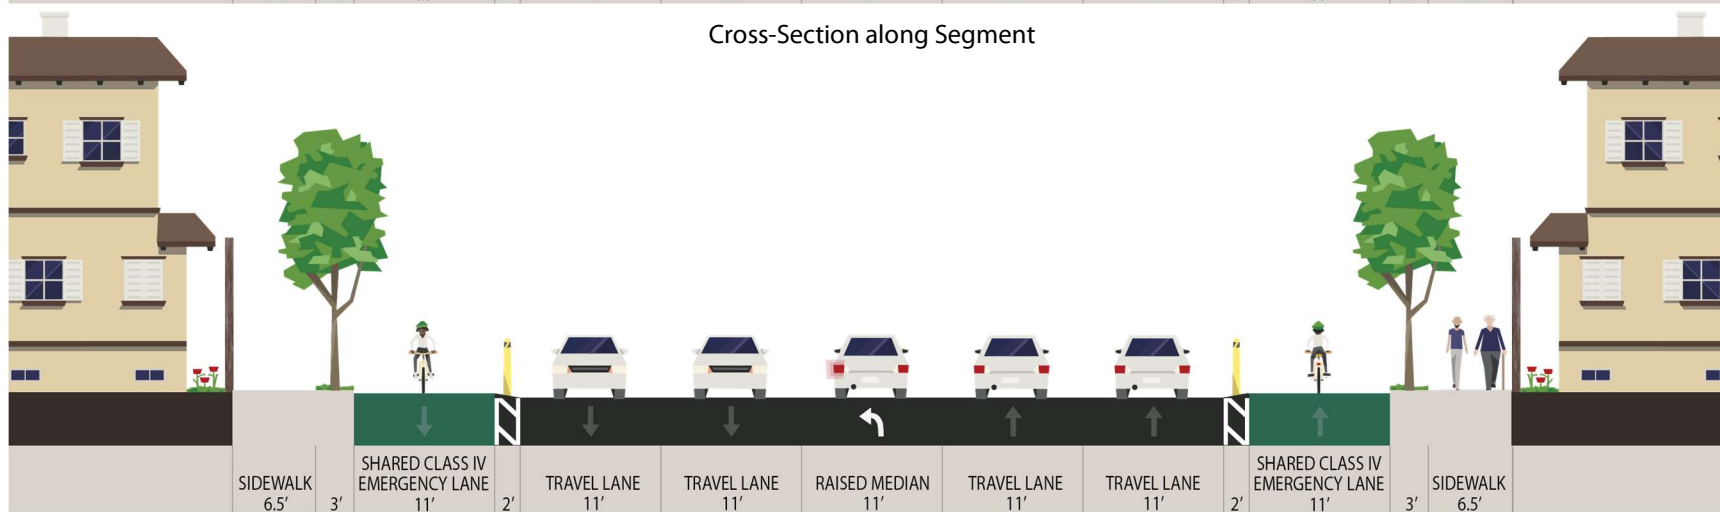 Cross-Section along Segment
SIDEWALK
6.5’
3’
SHARED CLASS IV
EMERGENCY LANE
11’
2’
TRAVEL LANE
11’
TRAVEL LANE
11’
RAISED MEDIAN
11’
TRAVEL LANE
11’
TRAVEL LANE
11’
2’
SHARED CLASS IV
EMERGENCY LANE
11’
3’
SIDEWALK
6.5’